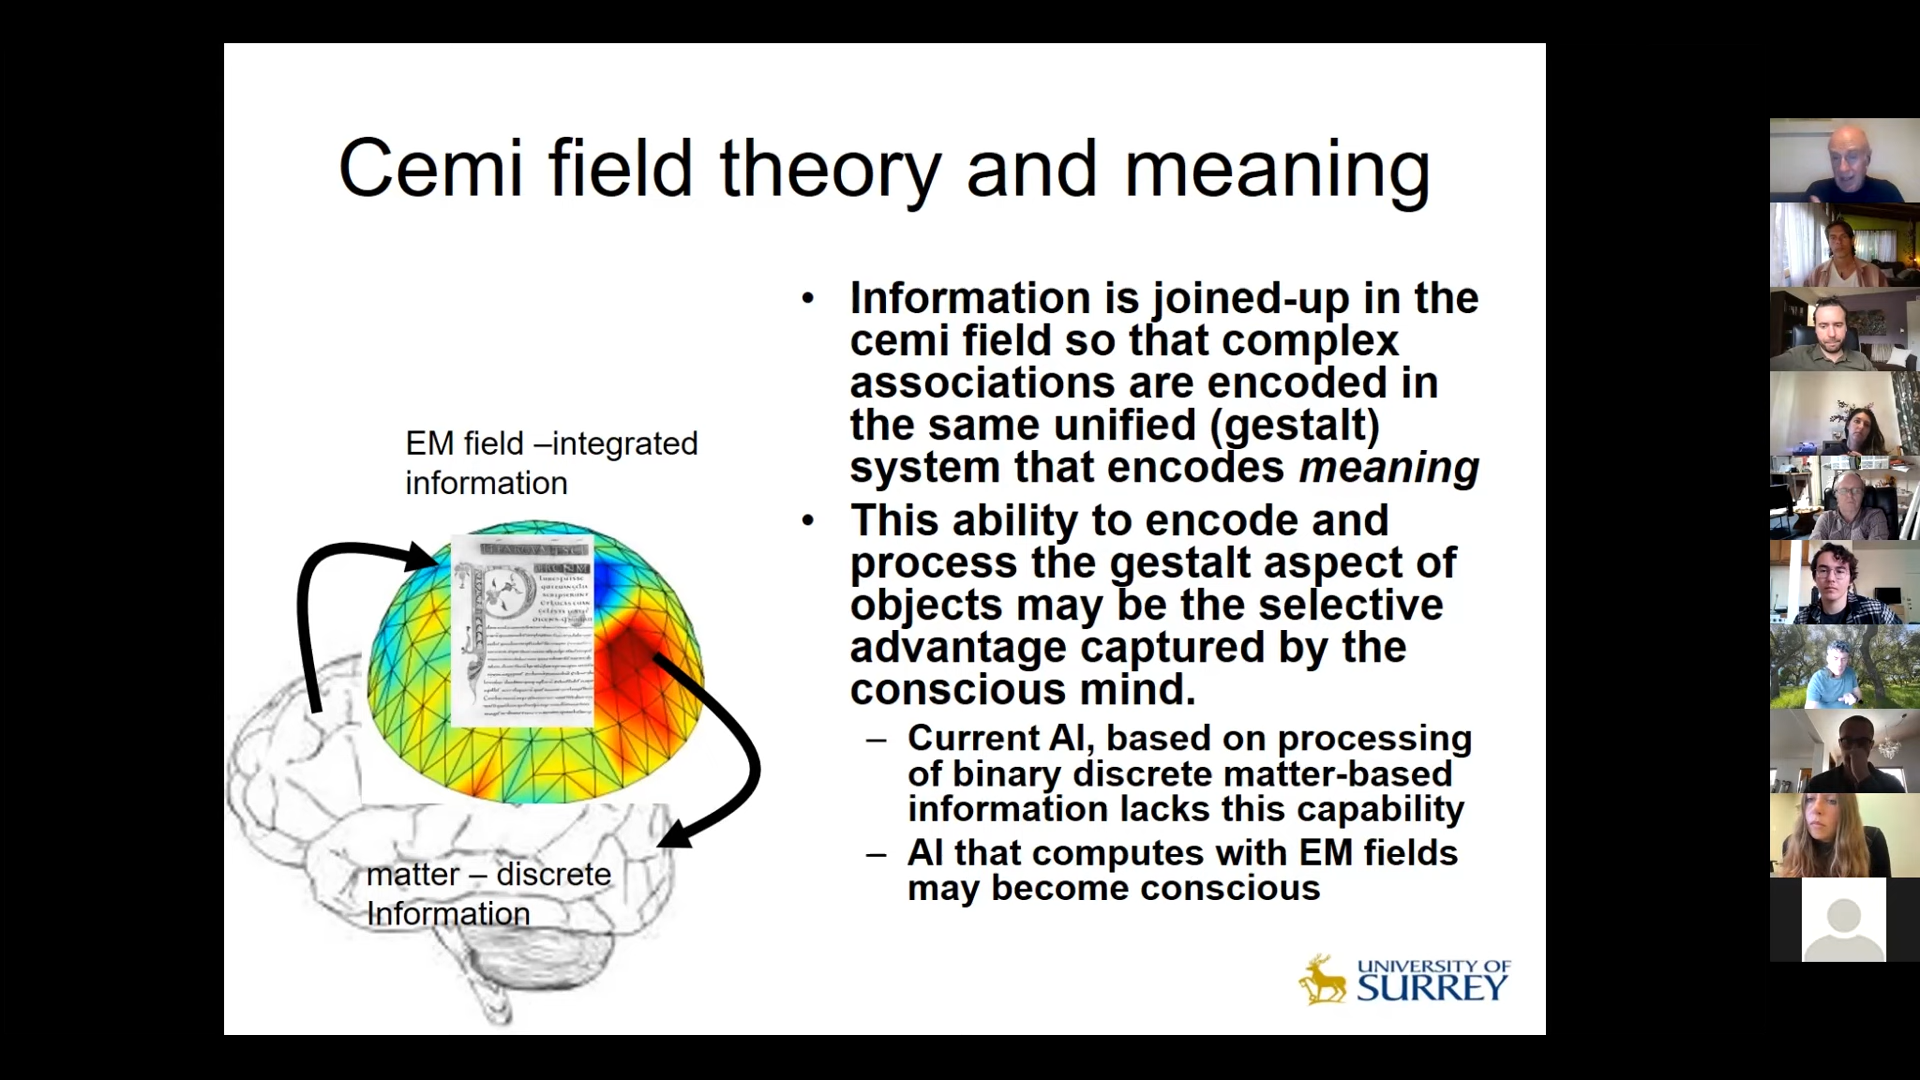 Cemi field theory and meaning
• Information is joined-up in the
cemi field so that complex
associations are encoded in
the same unified (gestalt)
system that encodes meaning
• This ability to encode and
process the gestalt aspect of
objects may be the selective
advantage captured by the
conscious mind.
– Current AI, based on processing
of binary discrete matter-based
information lacks this capability
– AI that computes with EM fields
may become conscious
EM field –integrated
information
matter – discrete
Information
UNIVERSITY OF
SURREY